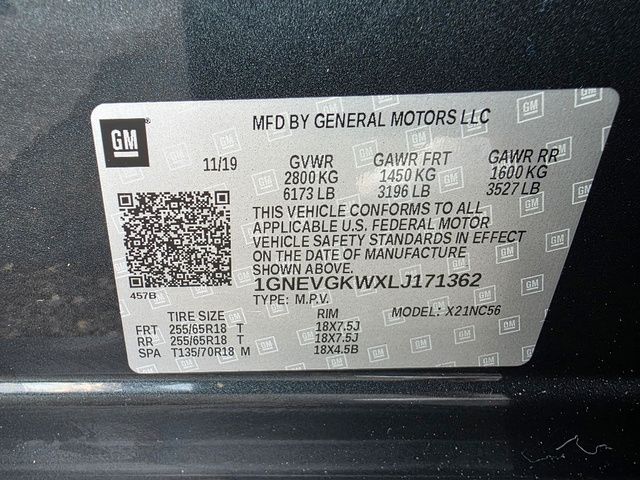 GM
MFD BY GENERAL MOTORS LLC
11/19 GVWR GAWR FRT GAWR RR
2800 KG 1450 KG 1600 KG
6173 LB 3196 LB 3527 LB
THIS VEHICLE CONFORMS TO ALL
APPLICABLE U.S. FEDERAL MOTOR
VEHICLE SAFETY STANDARDS IN EFFECT
ON THE DATE OF MANUFACTURE
SHOWN ABOVE.
457B
1GNEVGKWXLJ171362
TYPE: M.P.V. MODEL: X21NC56
TIRE SIZE RIM
FRT 255/65R18 T 18X7.5J
RR 255/65R18 T 18X7.5J
SPA T135/70R18 M 18X4.5B